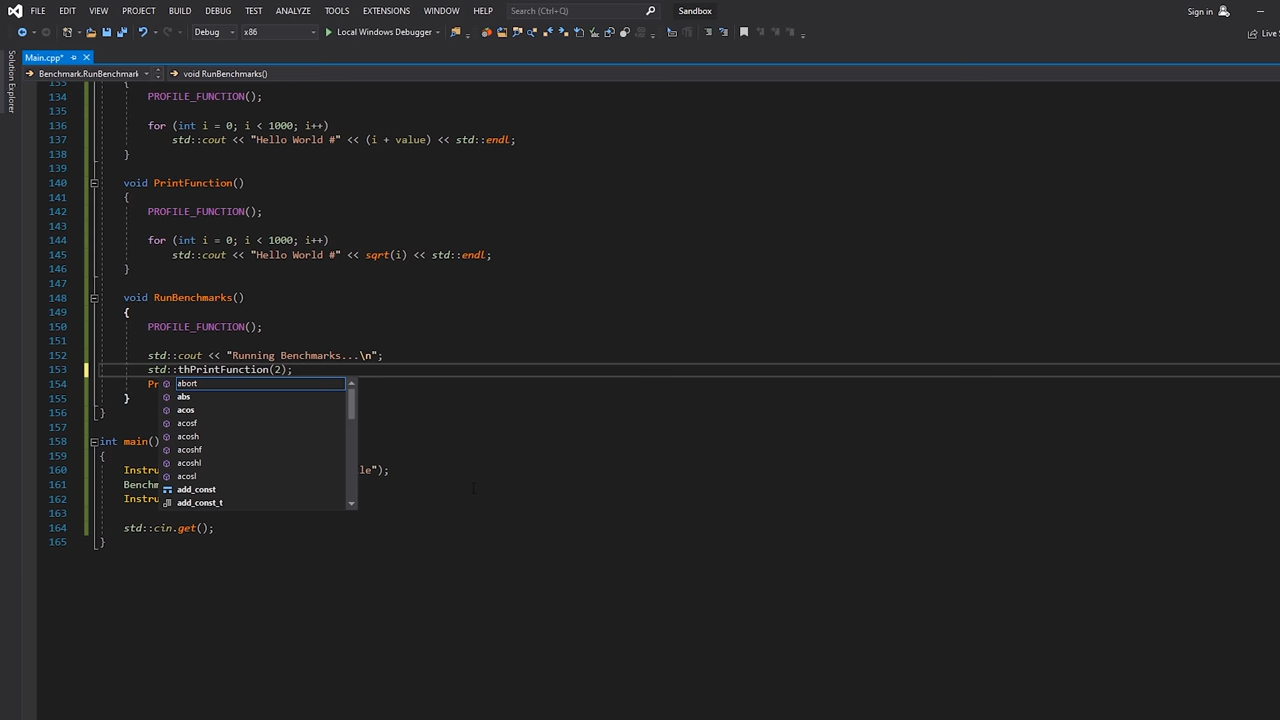 FILE EDIT VIEW PROJECT BUILD DEBUG TEST ANALYZE TOOLS EXTENSIONS WINDOW HELP Search (Ctrl+Q) Sandbox Sign in
Debug x86 Local Windows Debugger Live
Main.cpp*
Solution Explorer
Benchmark.RunBenchmark void RunBenchmarks()
133 {
134 PROFILE_FUNCTION();
135
136 for (int i = 0; i < 1000; i++)
137 std::cout << "Hello World #" << (i + value) << std::endl;
138 }
139
140 void PrintFunction()
141 {
142 PROFILE_FUNCTION();
143
144 for (int i = 0; i < 1000; i++)
145 std::cout << "Hello World #" << sqrt(i) << std::endl;
146 }
147
148 void RunBenchmarks()
149 {
150 PROFILE_FUNCTION();
151
152 std::cout << "Running Benchmarks...\n";
153 std::thPrintFunction(2);
154 Pr
abort
abs
acos
acosf
acosh
acoshf
acoshl
acosl
add_const
add_const_t
155 }
156 }
157
158 int main()
159 {
160 Instru le");
161 Benchm
162 Instru
163
164 std::cin.get();
165 }